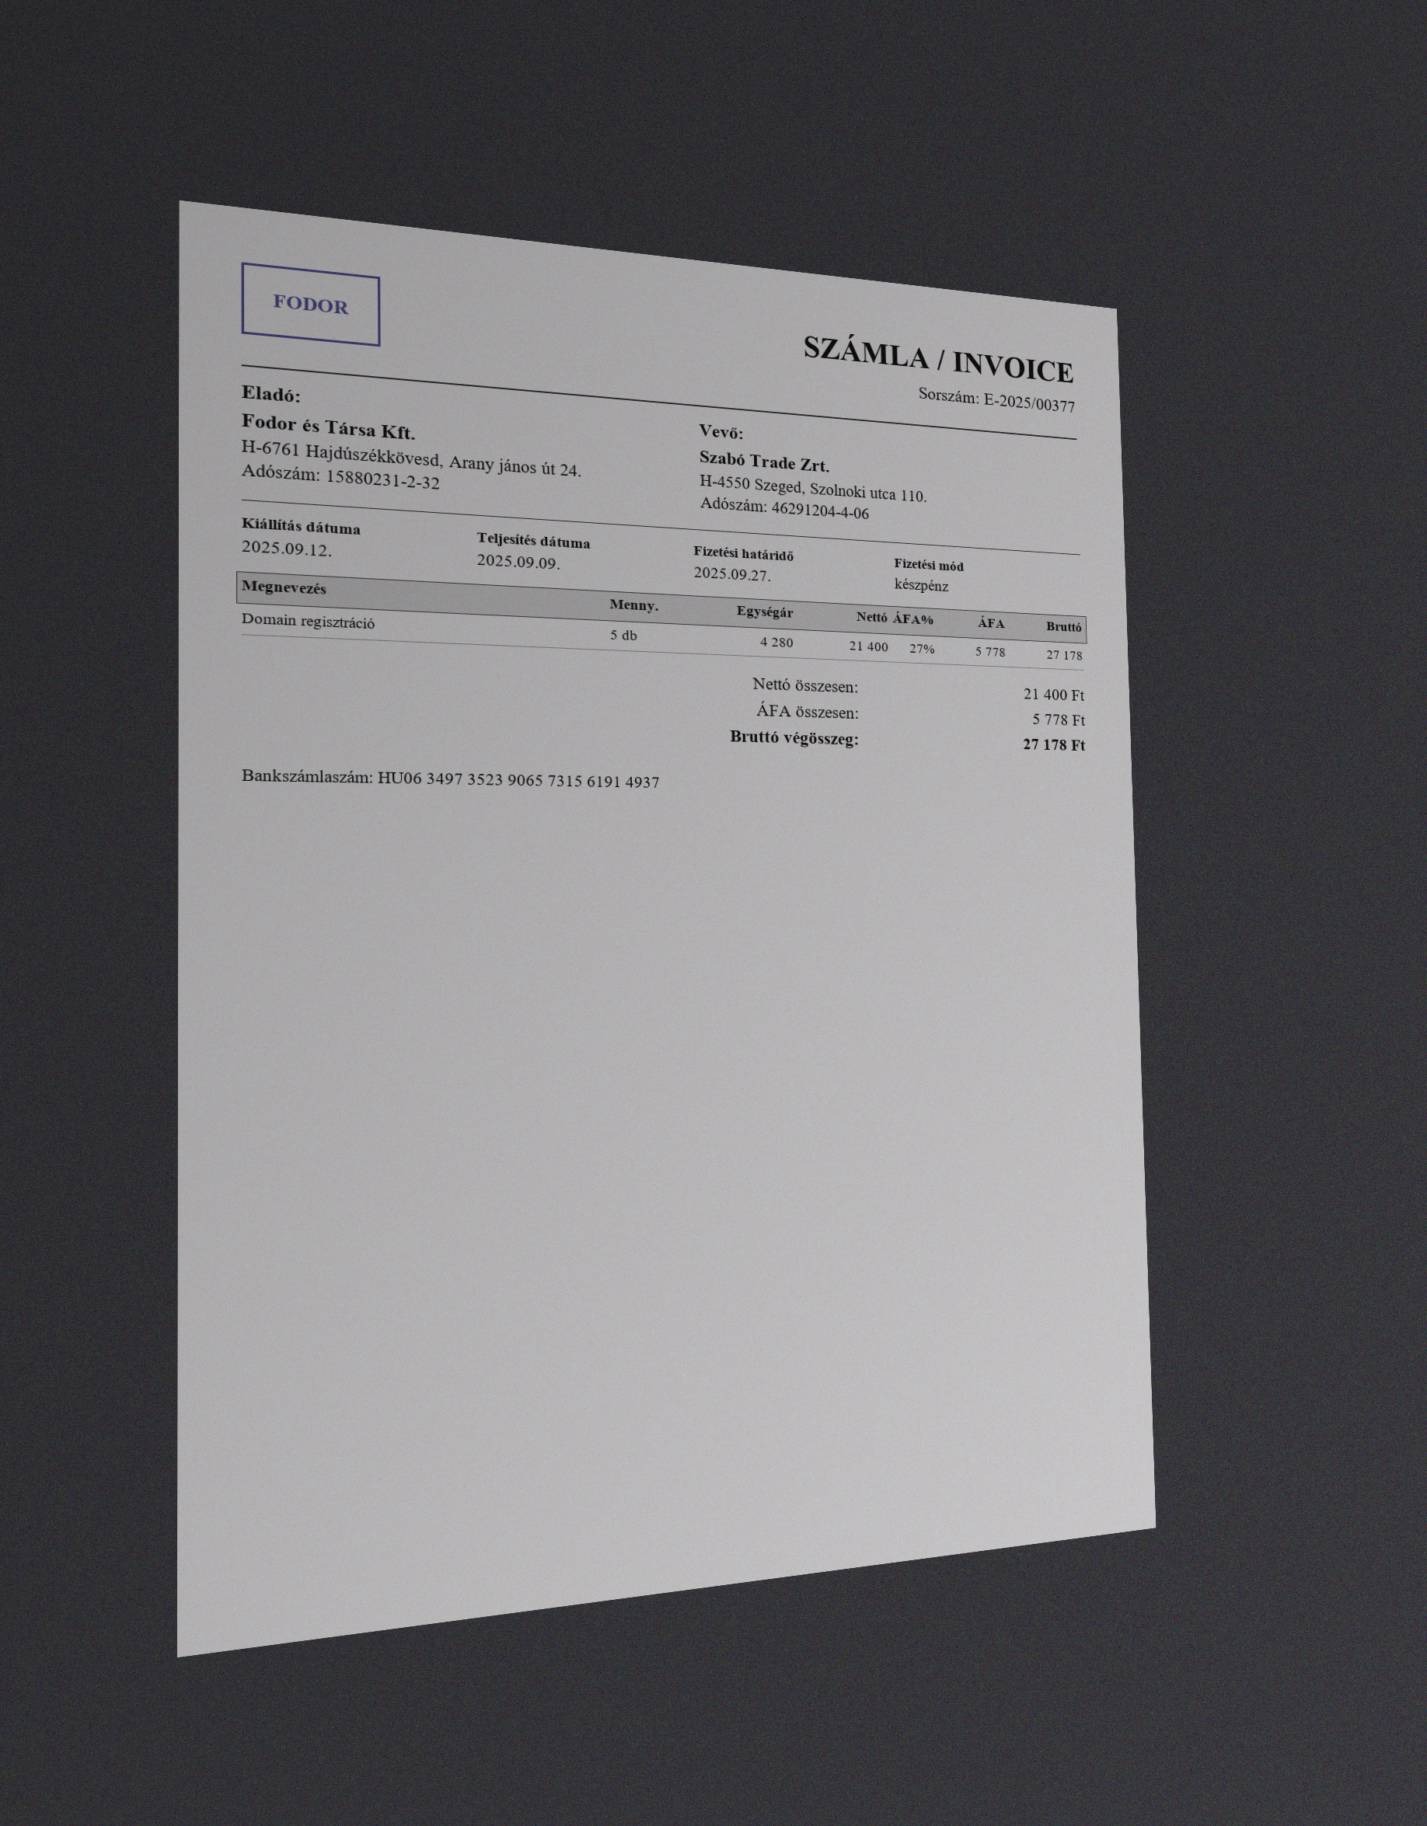 FODOR
SZÁMLA / INVOICE
Sorszám: E-2025/00377
Eladó:
Fodor és Társa Kft.
H-6761 Hajdúszékkövesd, Arany jános út 24.
Adószám: 15880231-2-32
Vevő:
Szabó Trade Zrt.
H-4550 Szeged, Szolnoki utca 110.
Adószám: 46291204-4-06
Kiállítás dátuma Teljesítés dátuma Fizetési határidő Fizetési mód
2025.09.12. 2025.09.09. 2025.09.27. készpénz
Megnevezés Menny. Egységár Nettó ÁFA% ÁFA Bruttó
Domain regisztráció 5 db 4 280 21 400 27% 5 778 27 178
Nettó összesen: 21 400 Ft
ÁFA összesen: 5 778 Ft
Bruttó végösszeg: 27 178 Ft
Bankszámlaszám: HU06 3497 3523 9065 7315 6191 4937